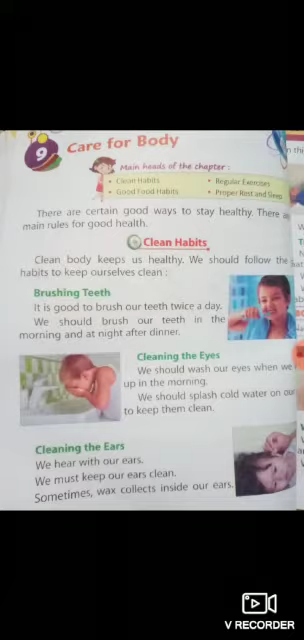 9
Care for Body
Main heads of the chapter :
• Clean Habits
• Regular Exercises
• Good Food Habits
• Proper Rest and Sleep
There are certain good ways to stay healthy. There are
main rules for good health.
Clean Habits
Clean body keeps us healthy. We should follow the
habits to keep ourselves clean :
Brushing Teeth
It is good to brush our teeth twice a day.
We should brush our teeth in the
morning and at night after dinner.
Cleaning the Eyes
We should wash our eyes when we
up in the morning.
We should splash cold water on our
to keep them clean.
Cleaning the Ears
We hear with our ears.
We must keep our ears clean.
Sometimes, wax collects inside our ears.
V RECORDER